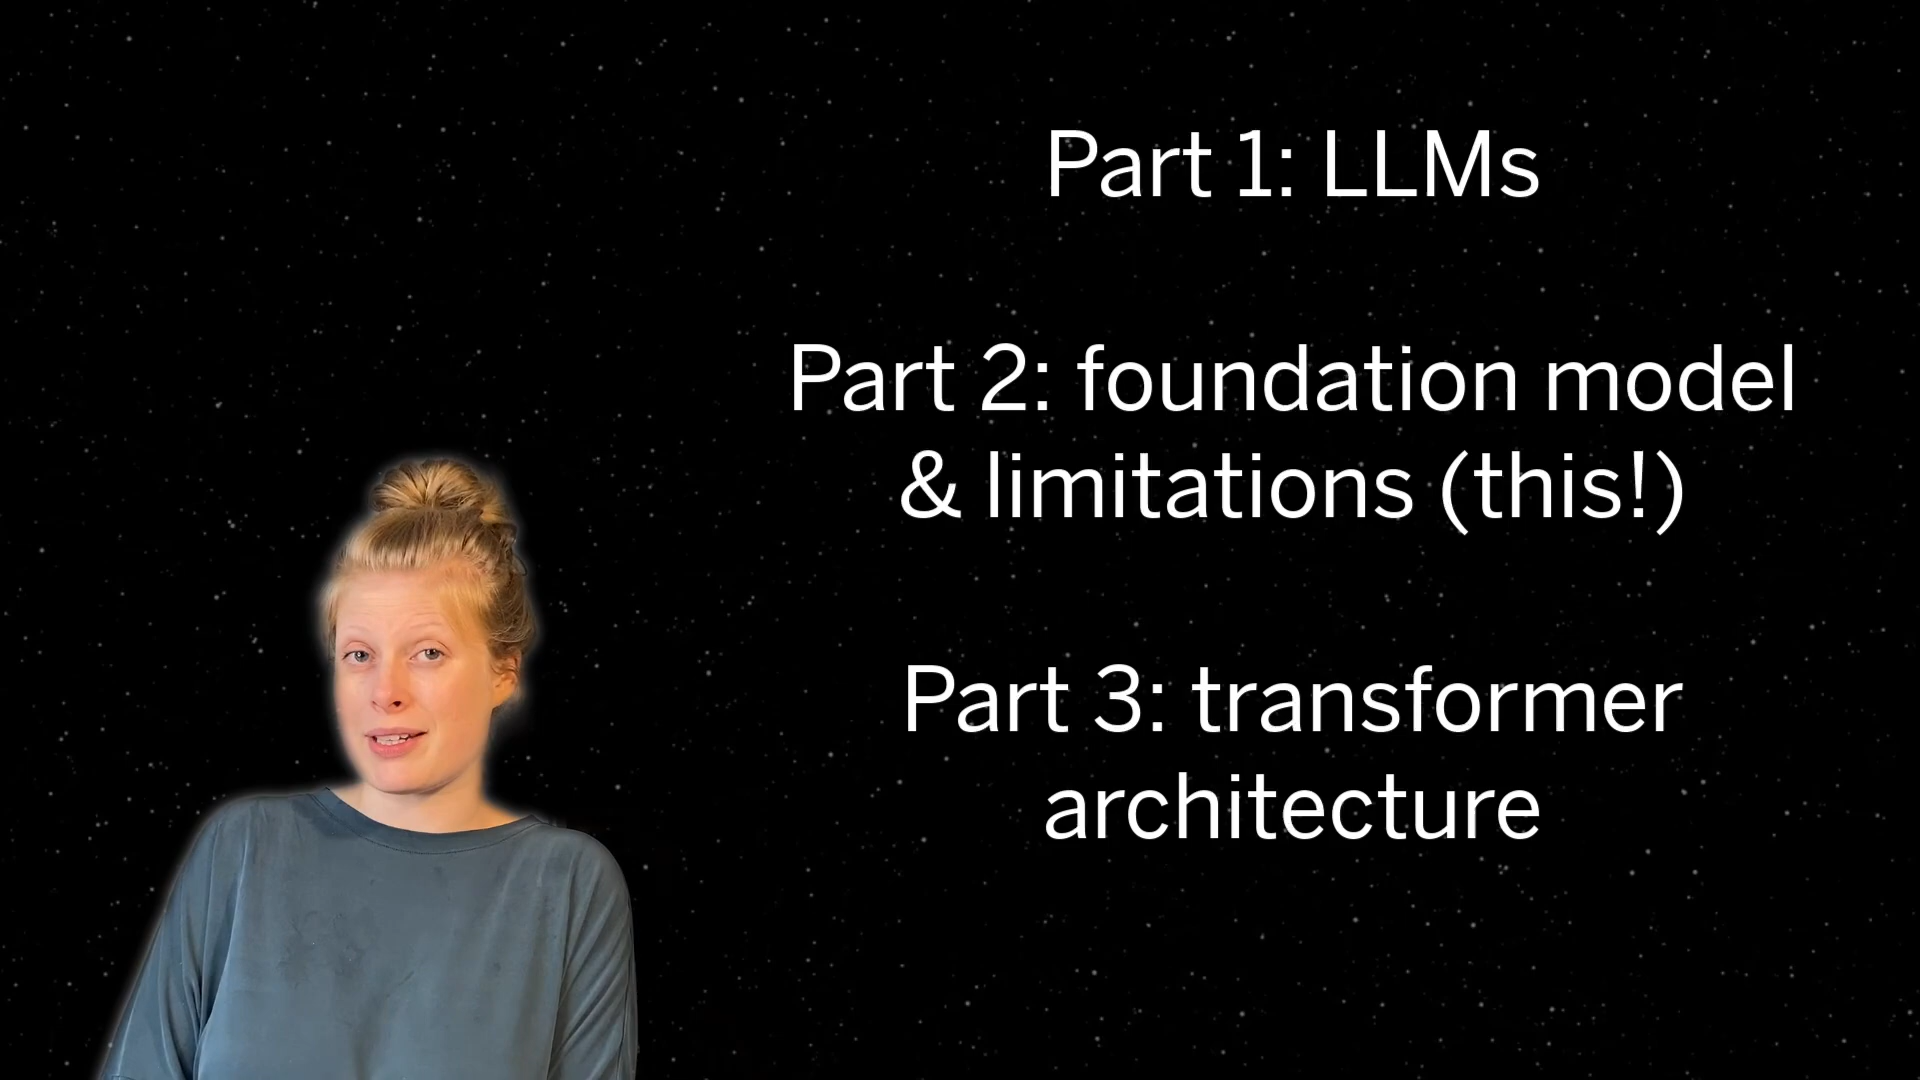 Part 1: LLMs
Part 2: foundation model
& limitations (this!)
Part 3: transformer
architecture